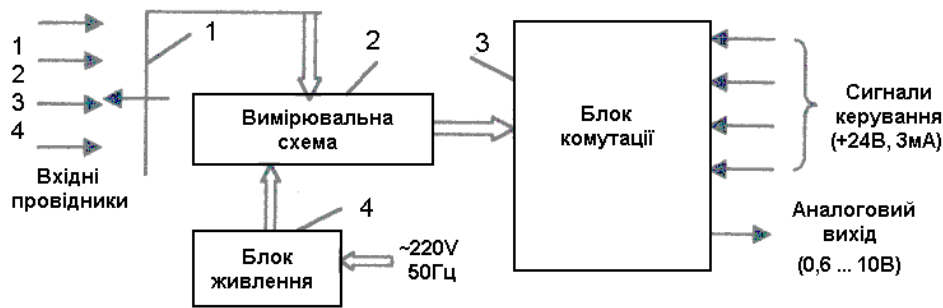 1
2
3
4
Вхідні
провідники
1
2
Вимірювальна
схема
3
Блок
комутації
4
Блок
живлення
~220V
50Гц
Сигнали
керування
(+24В, 3мА)
Аналоговий
вихід
(0,6 ... 10В)